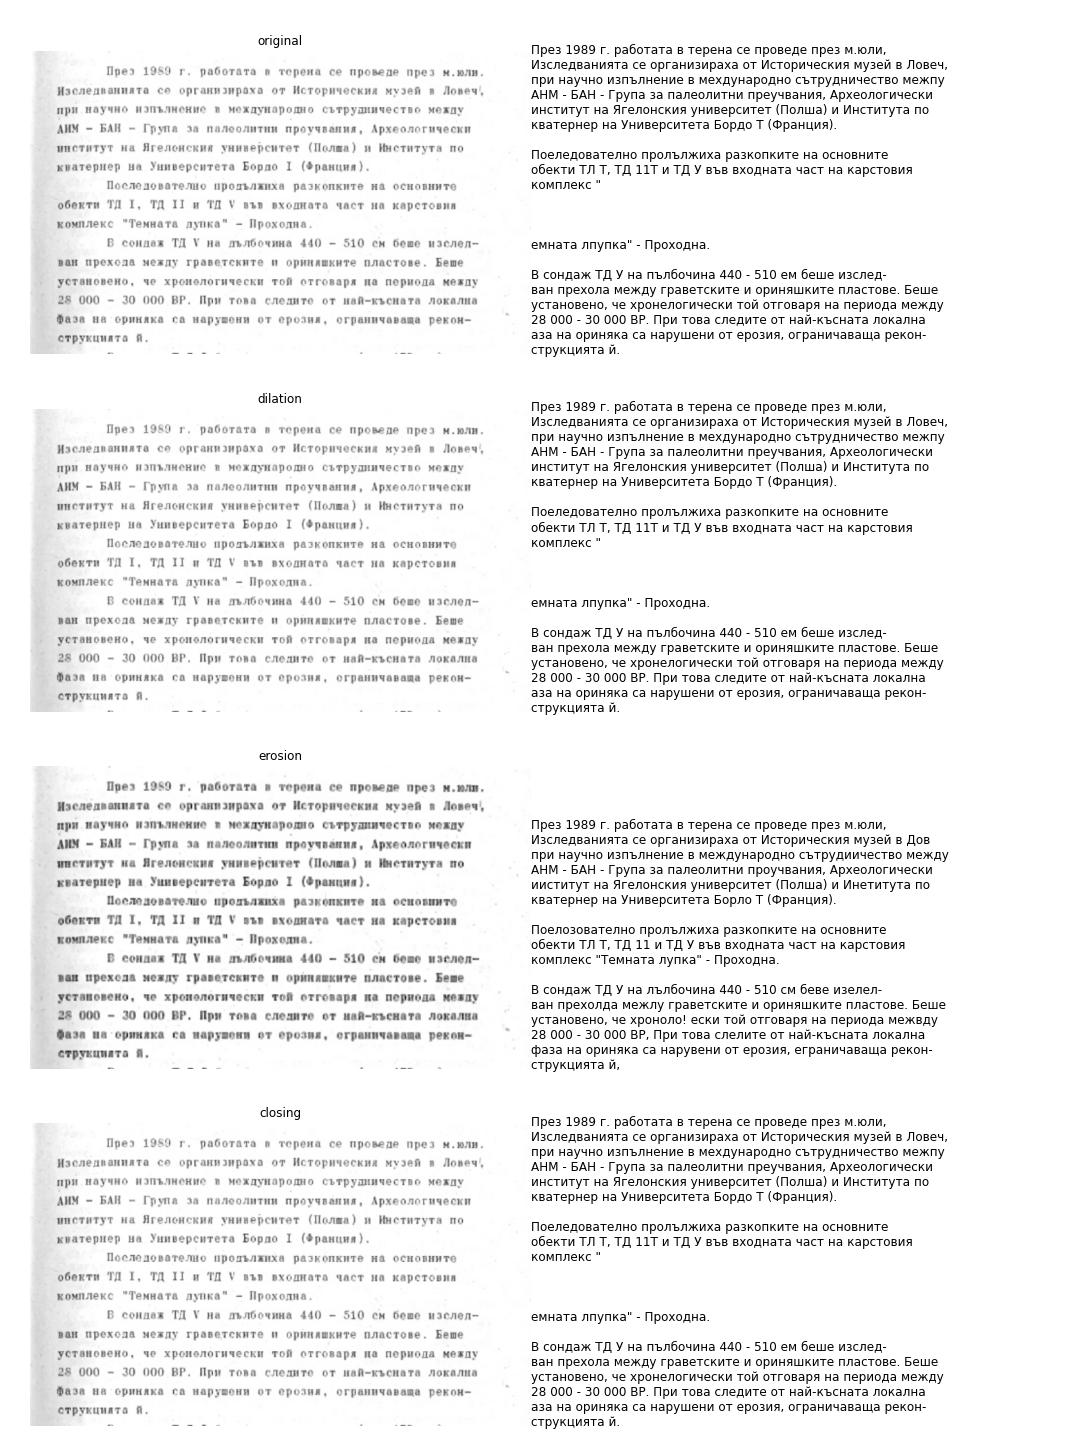 original
През 1989 г. работата в терена се проведе през м.юли.
Изследванията се организираха от Историческия музей в Ловеч,
при научно изпълнение в международно сътрудничество между
АИМ – БАН – Група за палеолитни проучвания, Археологически
институт на Ягелонския университет (Полша) и Института по
кватернер на Университета Бордо I (Франция).
Последователно продължиха разкопките на основните
обекти ТД I, ТД II и ТД V във входната част на карстовия
комплекс "Темната дупка" – Проходна.
В сондаж ТД V на дълбочина 440 – 510 см беше изслед–
ван прехода между граветските и ориняшките пластове. Беше
установено, че хронологически той отговаря на периода между
28 000 – 30 000 ВР. При това следите от най–късната локална
фаза на ориняка са нарушени от ерозия, ограничаваща рекон–
струкцията й.
През 1989 г. работата в терена се проведе през м.юли,
Изследванията се организираха от Историческия музей в Ловеч,
при научно изпълнение в мехдународно сътрудничество межпу
АНМ - БАН - Група за палеолитни преучвания, Археологически
институт на Ягелонския университет (Полша) и Института по
кватернер на Университета Бордо Т (Франция).
Поеледователно пролължиха разкопките на основните
обекти ТЛ Т, ТД 11Т и ТД У във входната част на карстовия
комплекс "
емната лпупка" - Проходна.
В сондаж ТД У на пълбочина 440 - 510 ем беше изслед-
ван прехола между граветските и ориняшките пластове. Беше
установено, че хронелогически той отговаря на периода между
28 000 - 30 000 ВР. При това следите от най-късната локална
аза на ориняка са нарушени от ерозия, ограничаваща рекон-
струкцията й.
dilation
През 1989 г. работата в терена се проведе през м.юли.
Изследванията се организираха от Историческия музей в Ловеч,
при научно изпълнение в международно сътрудничество между
АИМ – БАН – Група за палеолитни проучвания, Археологически
институт на Ягелонския университет (Полша) и Института по
кватернер на Университета Бордо I (Франция).
Последователно продължиха разкопките на основните
обекти ТД I, ТД II и ТД V във входната част на карстовия
комплекс "Темната дупка" – Проходна.
В сондаж ТД V на дълбочина 440 – 510 см беше изслед–
ван прехода между граветските и ориняшките пластове. Беше
установено, че хронологически той отговаря на периода между
28 000 – 30 000 ВР. При това следите от най–късната локална
фаза на ориняка са нарушени от ерозия, ограничаваща рекон–
струкцията й.
През 1989 г. работата в терена се проведе през м.юли,
Изследванията се организираха от Историческия музей в Ловеч,
при научно изпълнение в мехдународно сътрудничество межпу
АНМ - БАН - Група за палеолитни преучвания, Археологически
институт на Ягелонския университет (Полша) и Института по
кватернер на Университета Бордо Т (Франция).
Поеледователно пролължиха разкопките на основните
обекти ТЛ Т, ТД 11Т и ТД У във входната част на карстовия
комплекс "
емната лпупка" - Проходна.
В сондаж ТД У на пълбочина 440 - 510 ем беше изслед-
ван прехола между граветските и ориняшките пластове. Беше
установено, че хронелогически той отговаря на периода между
28 000 - 30 000 ВР. При това следите от най-късната локална
аза на ориняка са нарушени от ерозия, ограничаваща рекон-
струкцията й.
erosion
През 1989 г. работата в терена се проведе през м.юли.
Изследванията се организираха от Историческия музей в Ловеч,
при научно изпълнение в международно сътрудничество между
АИМ – БАН – Група за палеолитни проучвания, Археологически
институт на Ягелонския университет (Полша) и Института по
кватернер на Университета Бордо I (Франция).
Последователно продължиха разкопките на основните
обекти ТД I, ТД II и ТД V във входната част на карстовия
комплекс "Темната дупка" – Проходна.
В сондаж ТД V на дълбочина 440 – 510 см беше изслед–
ван прехода между граветските и ориняшките пластове. Беше
установено, че хронологически той отговаря на периода между
28 000 – 30 000 ВР. При това следите от най–късната локална
фаза на ориняка са нарушени от ерозия, ограничаваща рекон–
струкцията й.
През 1989 г. работата в терена се проведе през м.юли,
Изследванията се организираха от Историческия музей в Дов
при научно изпълнение в международно сътрудиичество между
АНМ - БАН - Група за палеолитни проучвания, Археологически
ииститут на Ягелонския университет (Полша) и Инетитута по
кватернер на Университета Борло Т (Франция).
Поелозователно пролължиха разкопките на основните
обекти ТЛ Т, ТД 11 и ТД У във входната част на карстовия
комплекс "Темната лупка" - Проходна.
В сондаж ТД У на лълбочина 440 - 510 см беве изелел-
ван прехолда межлу граветските и ориняшките пластове. Беше
установено, че хроноло! ески той отговаря на периода межвду
28 000 - 30 000 ВР, При това слелите от най-късната локална
фаза на ориняка са нарувени от ерозия, еграничаваща рекон-
струкцията й,
closing
През 1989 г. работата в терена се проведе през м.юли.
Изследванията се организираха от Историческия музей в Ловеч,
при научно изпълнение в международно сътрудничество между
АИМ – БАН – Група за палеолитни проучвания, Археологически
институт на Ягелонския университет (Полша) и Института по
кватернер на Университета Бордо I (Франция).
Последователно продължиха разкопките на основните
обекти ТД I, ТД II и ТД V във входната част на карстовия
комплекс "Темната дупка" – Проходна.
В сондаж ТД V на дълбочина 440 – 510 см беше изслед–
ван прехода между граветските и ориняшките пластове. Беше
установено, че хронологически той отговаря на периода между
28 000 – 30 000 ВР. При това следите от най–късната локална
фаза на ориняка са нарушени от ерозия, ограничаваща рекон–
струкцията й.
През 1989 г. работата в терена се проведе през м.юли,
Изследванията се организираха от Историческия музей в Ловеч,
при научно изпълнение в мехдународно сътрудничество межпу
АНМ - БАН - Група за палеолитни преучвания, Археологически
институт на Ягелонския университет (Полша) и Института по
кватернер на Университета Бордо Т (Франция).
Поеледователно пролължиха разкопките на основните
обекти ТЛ Т, ТД 11Т и ТД У във входната част на карстовия
комплекс "
емната лпупка" - Проходна.
В сондаж ТД У на пълбочина 440 - 510 ем беше изслед-
ван прехола между граветските и ориняшките пластове. Беше
установено, че хронелогически той отговаря на периода между
28 000 - 30 000 ВР. При това следите от най-късната локална
аза на ориняка са нарушени от ерозия, ограничаваща рекон-
струкцията й.